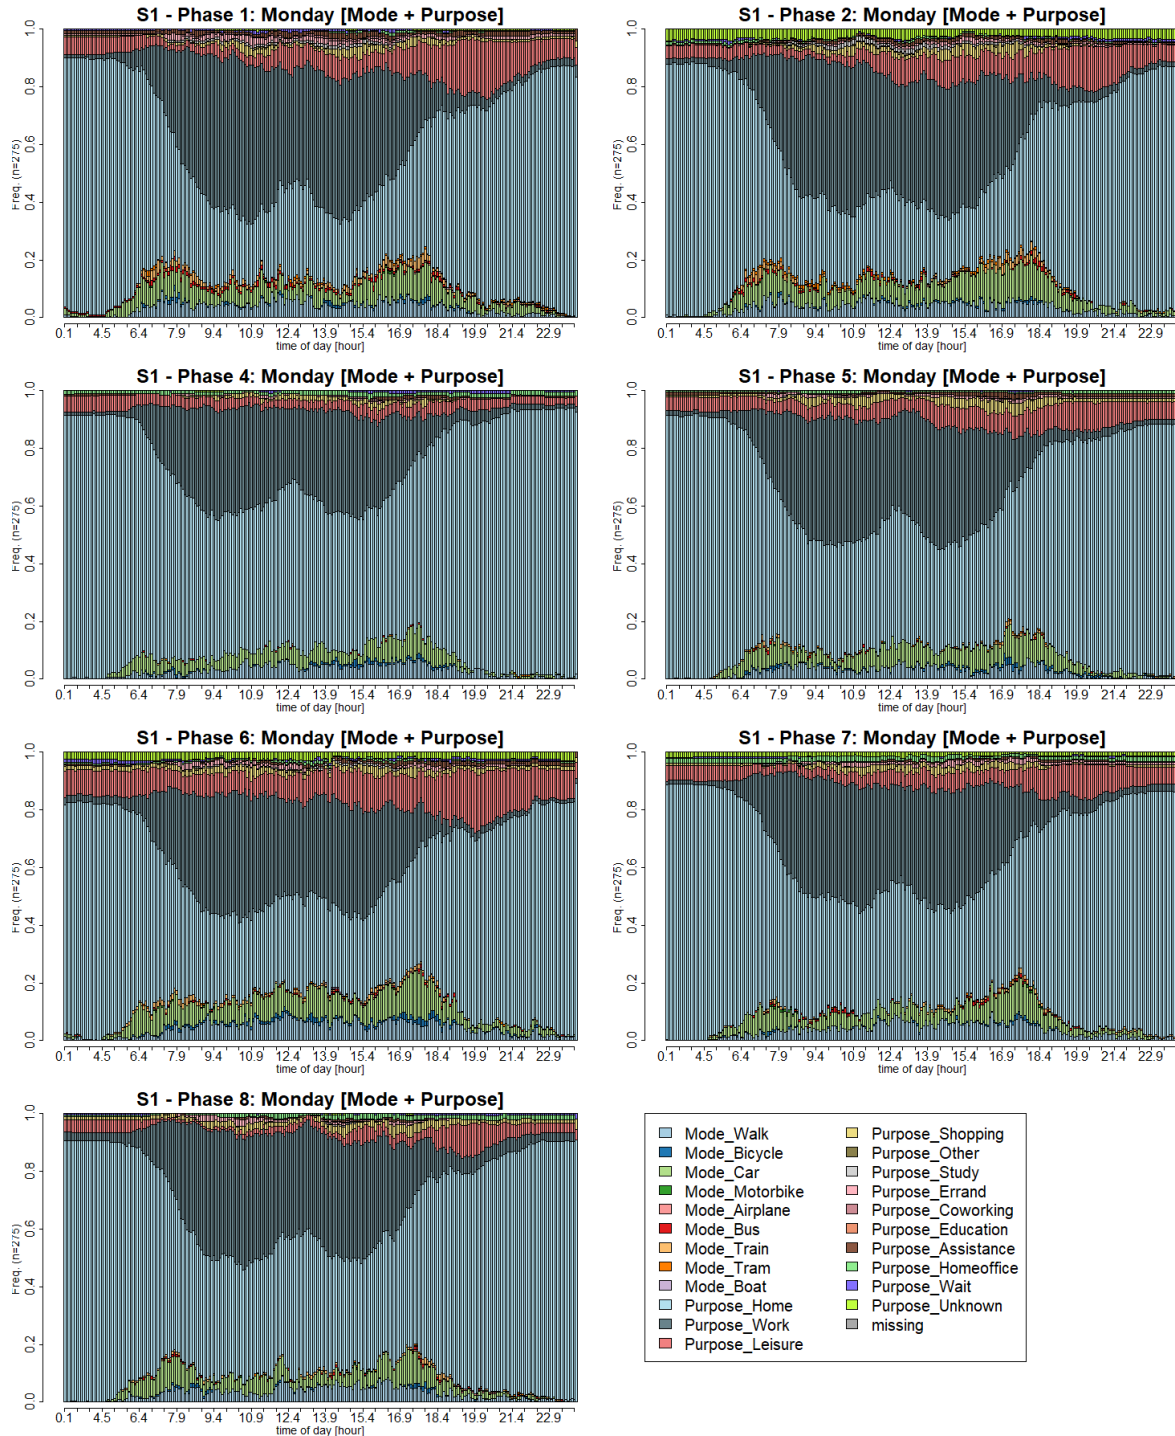 S1 - Phase 1: Monday [Mode + Purpose]
Freq. (n=275)
0.0 0.2 0.4 0.6 0.8 1.0
0.1 4.5 6.4 7.9 9.4 10.9 12.4 13.9 15.4 16.9 18.4 19.9 21.4 22.9
time of day [hour]
S1 - Phase 2: Monday [Mode + Purpose]
Freq. (n=275)
0.0 0.2 0.4 0.6 0.8 1.0
0.1 4.5 6.4 7.9 9.4 10.9 12.4 13.9 15.4 16.9 18.4 19.9 21.4 22.9
time of day [hour]
S1 - Phase 4: Monday [Mode + Purpose]
Freq. (n=275)
0.0 0.2 0.4 0.6 0.8 1.0
0.1 4.5 6.4 7.9 9.4 10.9 12.4 13.9 15.4 16.9 18.4 19.9 21.4 22.9
time of day [hour]
S1 - Phase 5: Monday [Mode + Purpose]
Freq. (n=275)
0.0 0.2 0.4 0.6 0.8 1.0
0.1 4.5 6.4 7.9 9.4 10.9 12.4 13.9 15.4 16.9 18.4 19.9 21.4 22.9
time of day [hour]
S1 - Phase 6: Monday [Mode + Purpose]
Freq. (n=275)
0.0 0.2 0.4 0.6 0.8 1.0
0.1 4.5 6.4 7.9 9.4 10.9 12.4 13.9 15.4 16.9 18.4 19.9 21.4 22.9
time of day [hour]
S1 - Phase 7: Monday [Mode + Purpose]
Freq. (n=275)
0.0 0.2 0.4 0.6 0.8 1.0
0.1 4.5 6.4 7.9 9.4 10.9 12.4 13.9 15.4 16.9 18.4 19.9 21.4 22.9
time of day [hour]
S1 - Phase 8: Monday [Mode + Purpose]
Freq. (n=275)
0.0 0.2 0.4 0.6 0.8 1.0
0.1 4.5 6.4 7.9 9.4 10.9 12.4 13.9 15.4 16.9 18.4 19.9 21.4 22.9
time of day [hour]
Mode_Walk
Mode_Bicycle
Mode_Car
Mode_Motorbike
Mode_Airplane
Mode_Bus
Mode_Train
Mode_Tram
Mode_Boat
Purpose_Home
Purpose_Work
Purpose_Leisure
Purpose_Shopping
Purpose_Other
Purpose_Study
Purpose_Errand
Purpose_Coworking
Purpose_Education
Purpose_Assistance
Purpose_Homeoffice
Purpose_Wait
Purpose_Unknown
missing